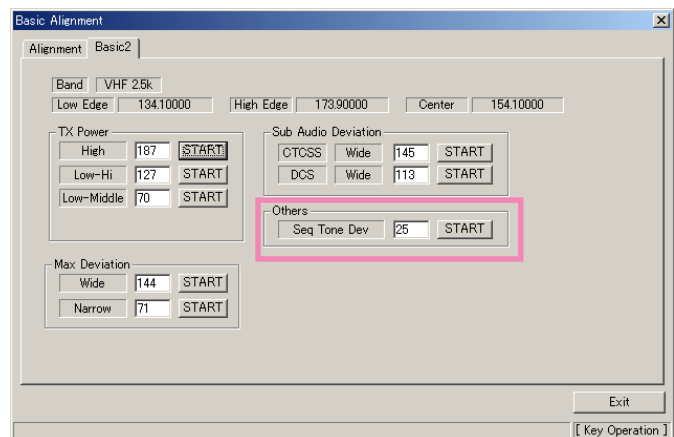 Basic Alignment
Alignment Basic2
Band VHF 2.5k
Low Edge 134.10000 High Edge 173.90000 Center 154.10000
TX Power
High 187 START
Low-Hi 127 START
Low-Middle 70 START
Sub Audio Deviation
CTCSS Wide 145 START
DCS Wide 113 START
Others
Seq Tone Dev 25 START
Max Deviation
Wide 144 START
Narrow 71 START
Exit
[ Key Operation ]